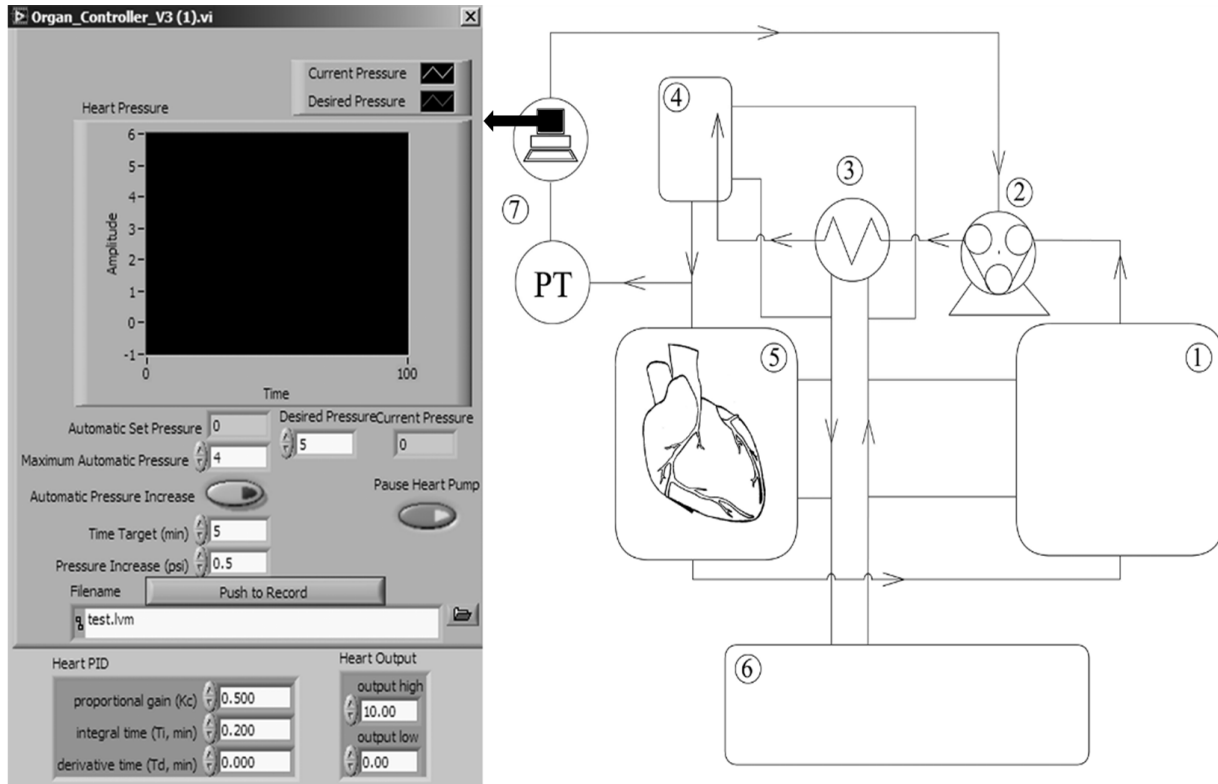 Organ_Controller_V3 (1).vi
Current Pressure
Desired Pressure
Heart Pressure
6
5
4
3
2
1
0
-1
Amplitude
0
100
Time
Automatic Set Pressure 0
Desired Pressure
5
Current Pressure
0
Maximum Automatic Pressure 4
Automatic Pressure Increase
Pause Heart Pump
Time Target (min) 5
Pressure Increase (psi) 0.5
Filename
Push to Record
test.lvm
Heart PID
proportional gain (Kc) 0.500
integral time (Ti, min) 0.200
derivative time (Td, min) 0.000
Heart Output
output high
10.00
output low
0.00
4
3
2
7
PT
5
1
6